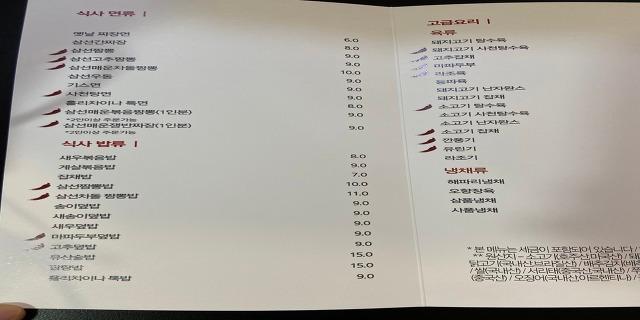 식사 면류 |
옛날 짜장면
삼선간짜장 6.0
삼선짬뽕 8.0
삼선고추짬뽕 9.0
삼선매운차돌짬뽕 9.0
삼선우동 10.0
기스면 9.0
사천탕면 9.0
홀리차이나 특면 9.0
삼선매운볶음짬뽕(1인분) 8.0
*2인이상 주문가능
삼선매운쟁반짜장(1인분) 9.0
*2인이상 주문가능
식사 밥류 |
새우볶음밥 8.0
게살볶음밥 9.0
잡채밥 7.0
삼선짬뽕밥 10.0
삼선차돌 짬뽕밥 11.0
송이덮밥 9.0
새송이덮밥 9.0
새우덮밥 9.0
마파두부덮밥 9.0
고추덮밥 9.0
유산슬밥 15.0
잡탕밥 15.0
홀리차이나 특밥 9.0
고급요리 |
육류
돼지고기 탕수육
돼지고기 사천탕수육
고추잡채
마파두부
라조육
동파육
돼지고기 난자완스
돼지고기 잡채
소고기 탕수육
소고기 사천탕수육
소고기 난자완스
소고기 잡채
깐풍기
유린기
라조기
냉채류
해파리냉채
오향장육
삼품냉채
사품냉채
* 본 메뉴는 세금이 포함되어 있습니다 /
** 원산지 - 소고기(호주산,미국산) / 돼
닭고기(국내산,브라질산) / 배추김치(배추
/ 쌀(국내산) / 서리태(중국산,국내산) / 쭈
(중국산) / 오징어(국내산,아르헨티나) /